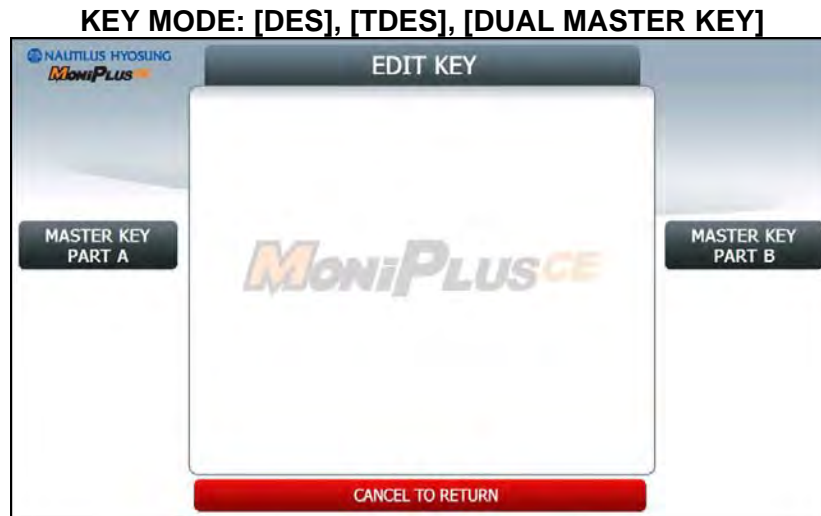 KEY MODE: [DES], [TDES], [DUAL MASTER KEY]
NAUTILUS HYOSUNG
MONIPLUS CE
EDIT KEY
MASTER KEY
PART A
MONIPLUSCE
MASTER KEY
PART B
CANCEL TO RETURN